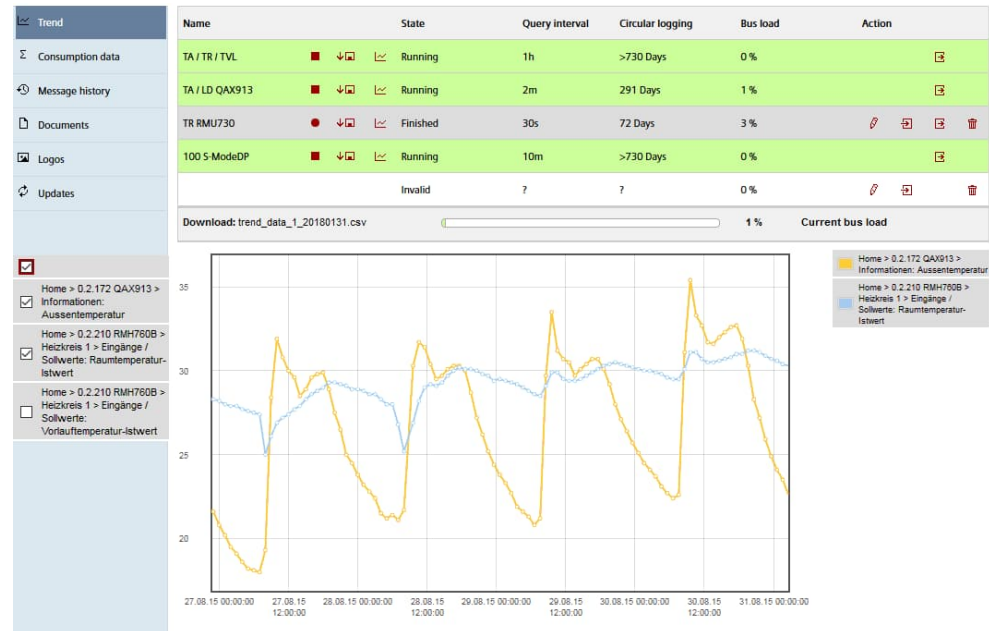 Trend
Consumption data
Message history
Documents
Logos
Updates
Name State Query interval Circular logging Bus load Action
TA / TR / TVL Running 1h >730 Days 0 %
TA / LD QAX913 Running 2m 291 Days 1 %
TR RMU730 Finished 30s 72 Days 3 %
100 S-ModeDP Running 10m >730 Days 0 %
Invalid ? ? 0 %
Download: trend_data_1_20180131.csv 1 % Current bus load
Home > 0.2.172 QAX913 >
Informationen:
Aussentemperatur
Home > 0.2.210 RMH760B >
Heizkreis 1 > Eingänge /
Sollwerte: Raumtemperatur-
Istwert
Home > 0.2.210 RMH760B >
Heizkreis 1 > Eingänge /
Sollwerte:
Vorlauftemperatur-Istwert
35
30
25
20
27.08.15 00:00:00
27.08.15
12:00:00
28.08.15 00:00:00
28.08.15
12:00:00
29.08.15 00:00:00
29.08.15
12:00:00
30.08.15 00:00:00
30.08.15
12:00:00
31.08.15 00:00:00
Home > 0.2.172 QAX913 >
Informationen: Aussentemperatur
Home > 0.2.210 RMH760B >
Heizkreis 1 > Eingänge /
Sollwerte: Raumtemperatur-
Istwert